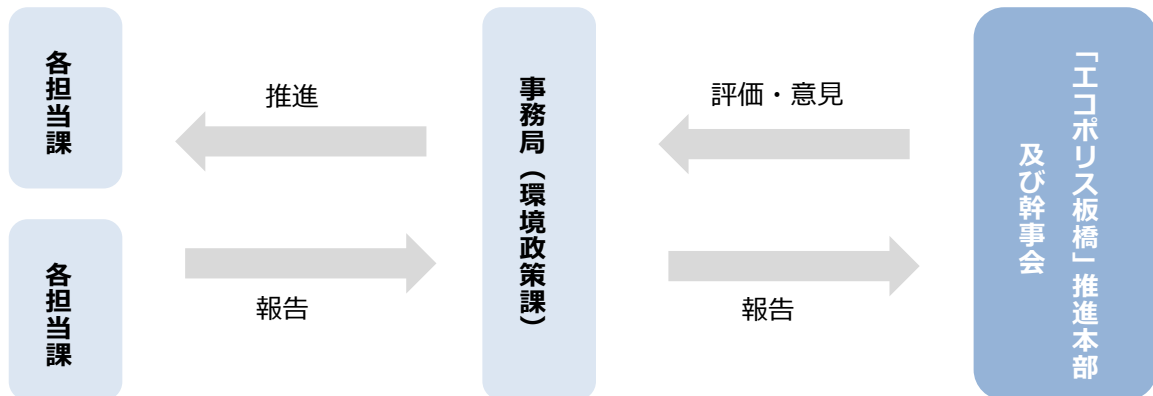 各担当課
推進
各担当課
報告
事務局（環境政策課）
評価・意見
報告
「エコポリス板橋」推進本部
及び幹事会